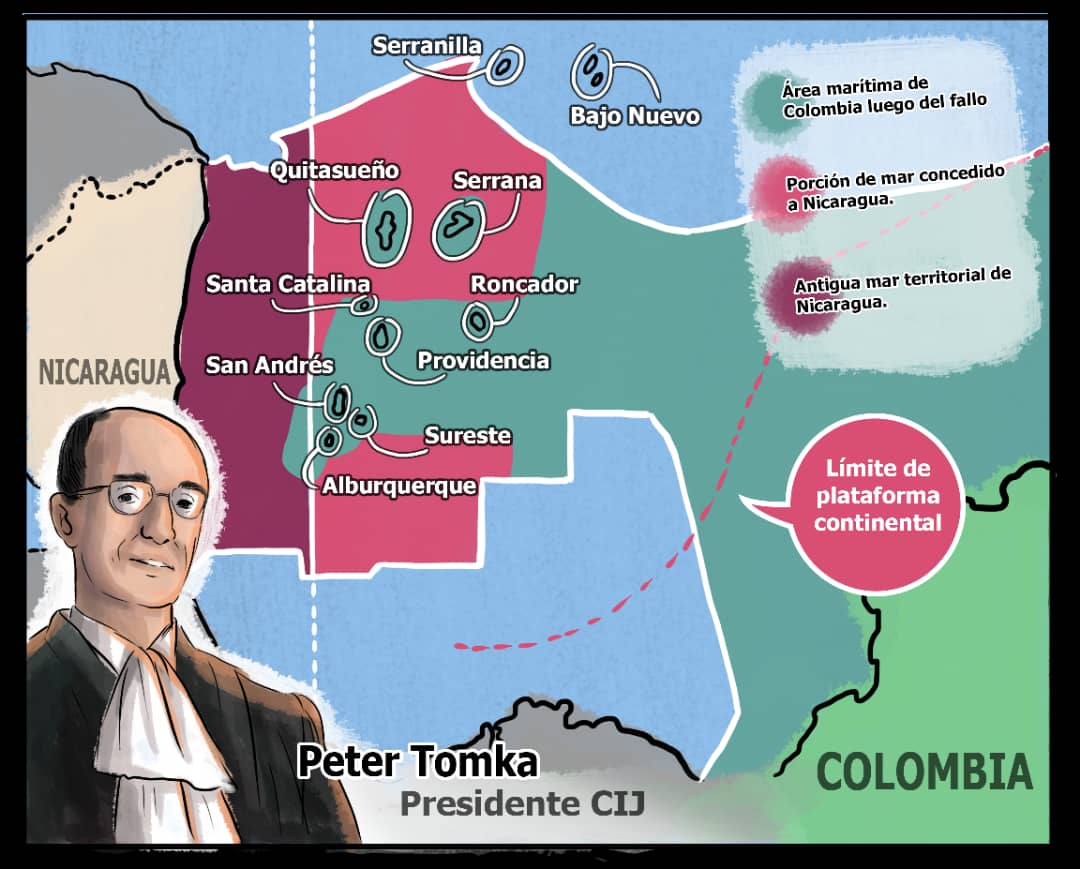 Serranilla
Bajo Nuevo
Área marítima de
Colombia luego del fallo
Quitasueño
Serrana
Porción de mar concedido
a Nicaragua.
Santa Catalina
Roncador
Antigua mar territorial de
Nicaragua.
NICARAGUA
San Andrés
Providencia
Sureste
Alburquerque
Límite de
plataforma
continental
Peter Tomka
Presidente CIJ
COLOMBIA